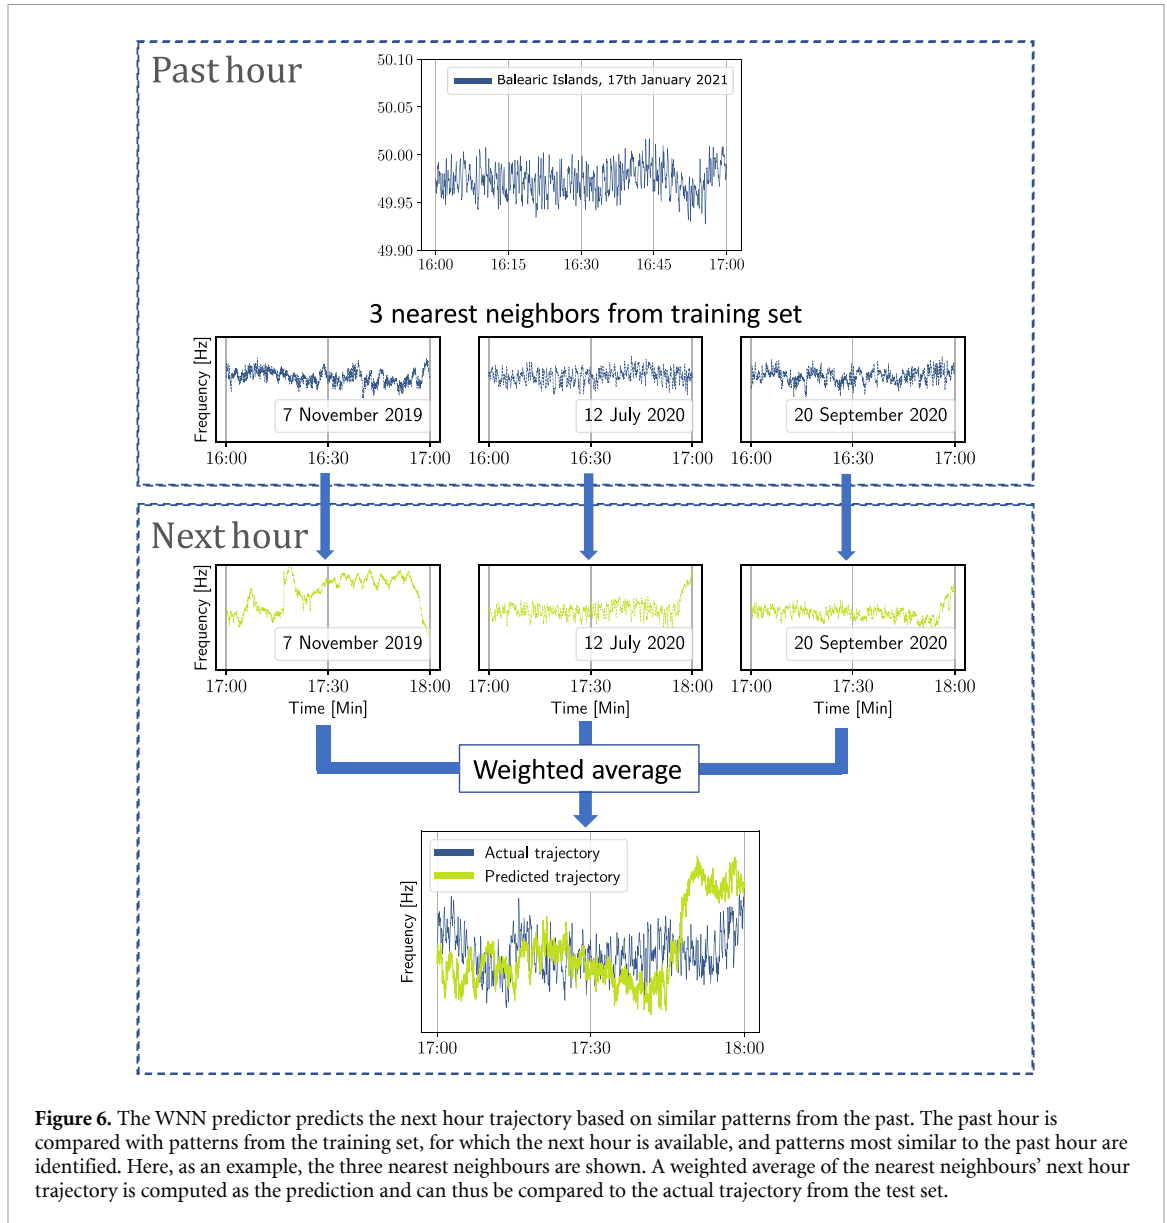 Past hour
50.10
50.05
50.00
49.95
49.90
Balearic Islands, 17th January 2021
16:00 16:15 16:30 16:45 17:00
3 nearest neighbors from training set
Frequency [Hz]
7 November 2019
12 July 2020
20 September 2020
16:00 16:30 17:00
16:00 16:30 17:00
16:00 16:30 17:00
Next hour
Frequency [Hz]
7 November 2019
12 July 2020
20 September 2020
17:00 17:30 18:00
17:00 17:30 18:00
17:00 17:30 18:00
Time [Min]
Time [Min]
Time [Min]
Weighted average
Actual trajectory
Predicted trajectory
Frequency [Hz]
17:00 17:30 18:00
Figure 6. The WNN predictor predicts the next hour trajectory based on similar patterns from the past. The past hour is
compared with patterns from the training set, for which the next hour is available, and patterns most similar to the past hour are
identified. Here, as an example, the three nearest neighbours are shown. A weighted average of the nearest neighbours' next hour
trajectory is computed as the prediction and can thus be compared to the actual trajectory from the test set.